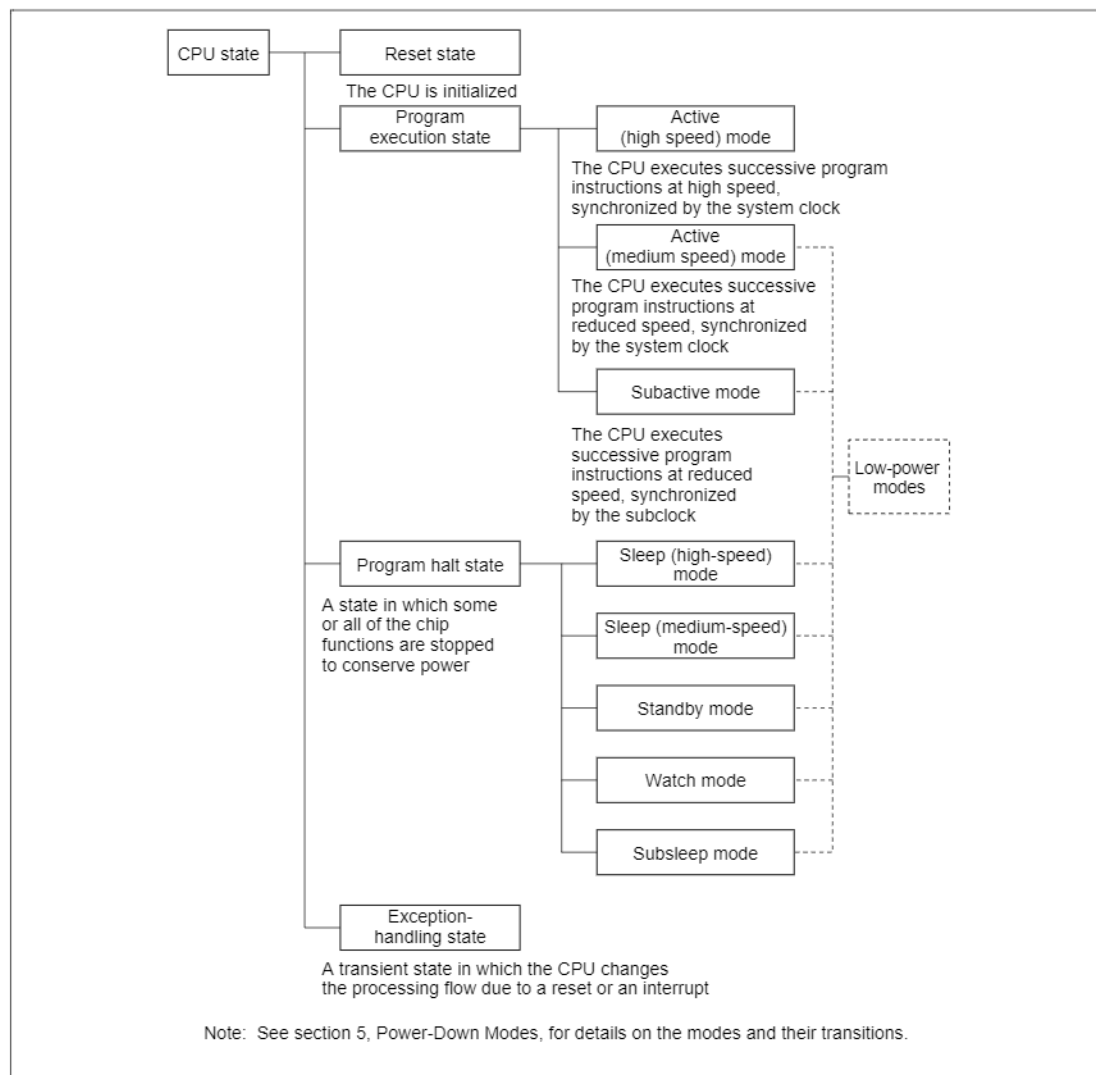 CPU state
Reset state
The CPU is initialized
Program
execution state
Active
(high speed) mode
The CPU executes successive program
instructions at high speed,
synchronized by the system clock
Active
(medium speed) mode
The CPU executes successive
program instructions at
reduced speed, synchronized
by the system clock
Subactive mode
The CPU executes
successive program
instructions at reduced
speed, synchronized
by the subclock
Low-power
modes
Program halt state
A state in which some
or all of the chip
functions are stopped
to conserve power
Sleep (high-speed)
mode
Sleep (medium-speed)
mode
Standby mode
Watch mode
Subsleep mode
Exception-
handling state
A transient state in which the CPU changes
the processing flow due to a reset or an interrupt
Note: See section 5, Power-Down Modes, for details on the modes and their transitions.